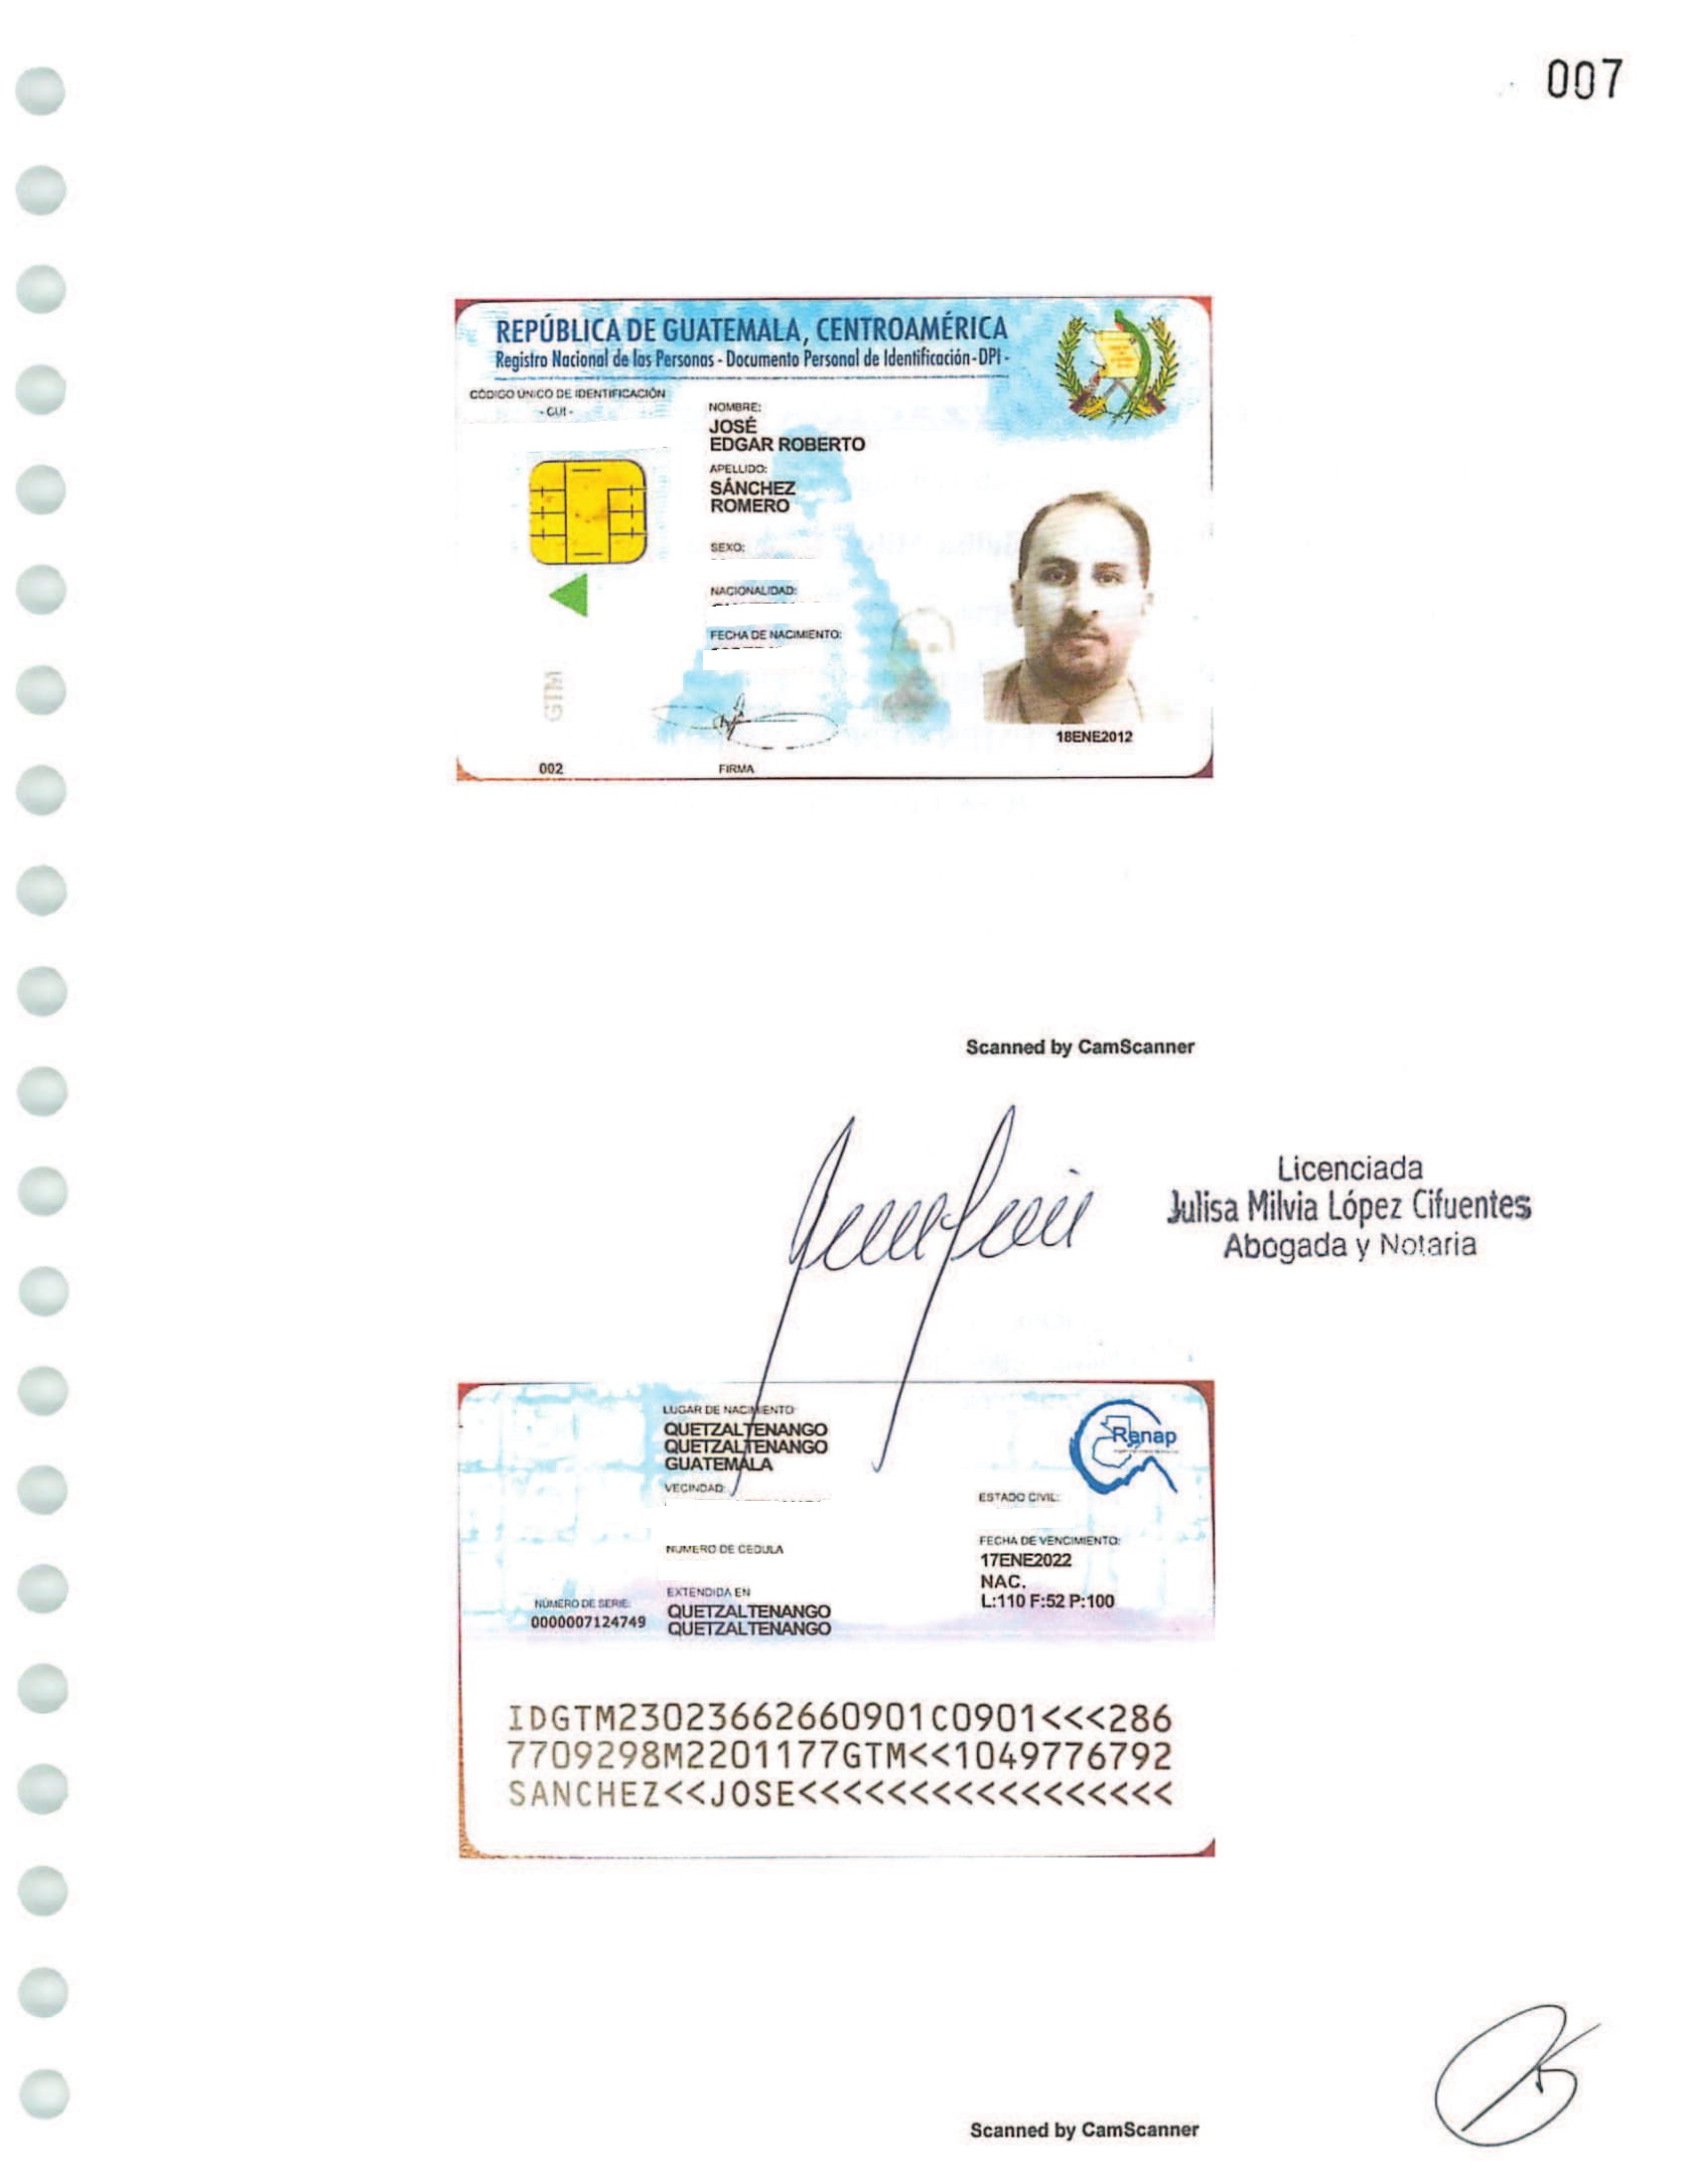 007
REPÚBLICA DE GUATEMALA, CENTROAMÉRICA
Registro Nacional de las Personas - Documento Personal de Identificación - DPI -
CÓDIGO ÚNICO DE IDENTIFICACIÓN
- CUI -
NOMBRE:
JOSÉ
EDGAR ROBERTO
APELLIDO:
SÁNCHEZ
ROMERO
SEXO:
NACIONALIDAD:
FECHA DE NACIMIENTO:
GTM
18ENE2012
002
FIRMA
Scanned by CamScanner
Licenciada
Julisa Milvia López Cifuentes
Abogada y Notaria
LUGAR DE NACIMIENTO:
QUETZALTENANGO
QUETZALTENANGO
GUATEMALA
VECINDAD:
Renap
ESTADO CIVIL:
NUMERO DE CEDULA
FECHA DE VENCIMIENTO:
17ENE2022
NAC.
L:110 F:52 P:100
NÚMERO DE SERIE:
0000007124749
EXTENDIDA EN
QUETZALTENANGO
QUETZALTENANGO
IDGTM23023662660901C0901<<<286
7709298M2201177GTM<<1049776792
SANCHEZ<<JOSE<<<<<<<<<<<<<<<<<
Scanned by CamScanner